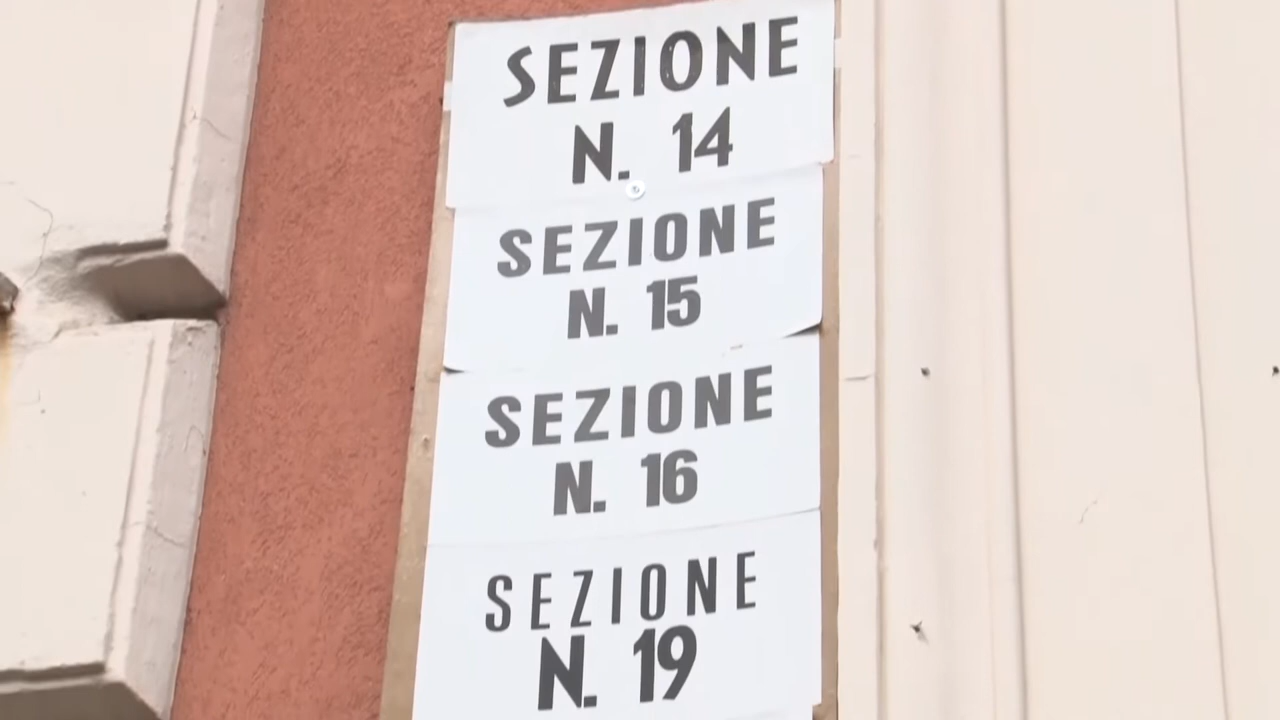 SEZIONE
N. 14
SEZIONE
N. 15
SEZIONE
N. 16
SEZIONE
N. 19